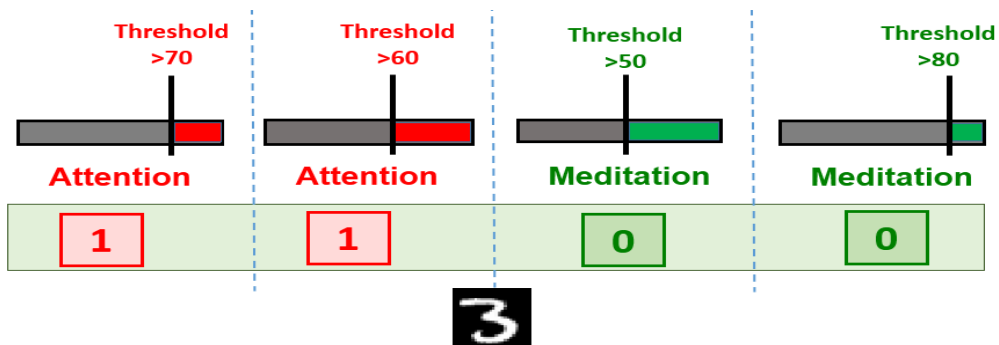 Threshold Threshold Threshold Threshold
>70 >60 >50 >80
Attention Attention Meditation Meditation
1 1 0 0
3